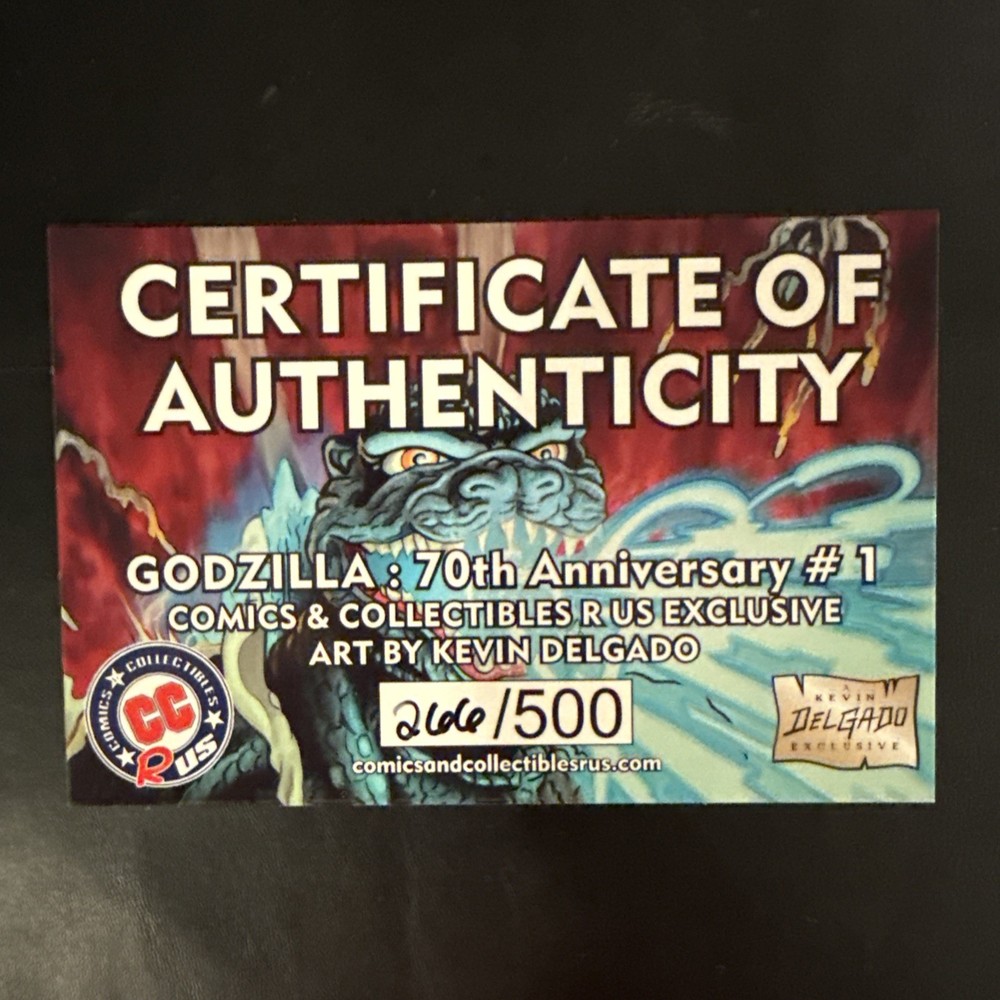 CERTIFICATE OF
AUTHENTICITY
GODZILLA : 70th Anniversary # 1
COMICS & COLLECTIBLES R US EXCLUSIVE
ART BY KEVIN DELGADO
266/500
comicsandcollectiblesrus.com
COMICS COLLECTIBLES
CC
R US
A
KEVIN
DELGADO
EXCLUSIVE